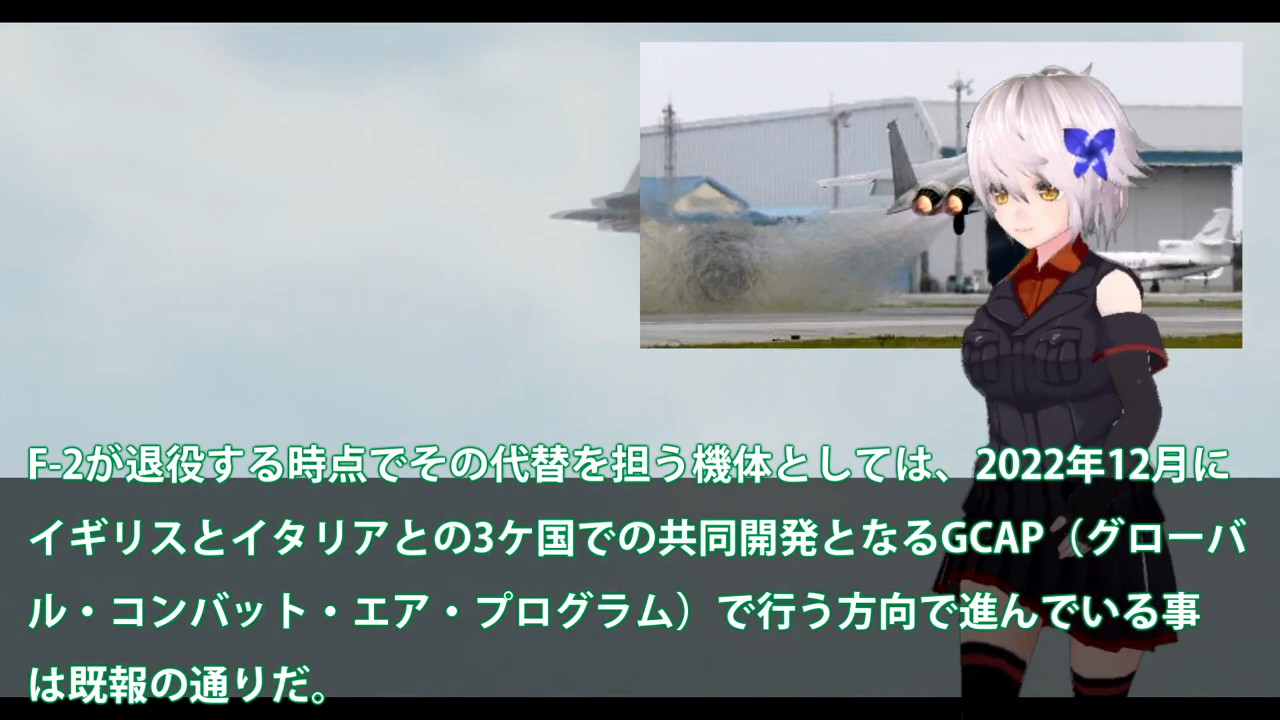 F-2が退役する時点でその代替を担う機体としては、2022年12月に
イギリスとイタリアとの3ケ国での共同開発となるGCAP（グローバ
ル・コンバット・エア・プログラム）で行う方向で進んでいる事
は既報の通りだ。